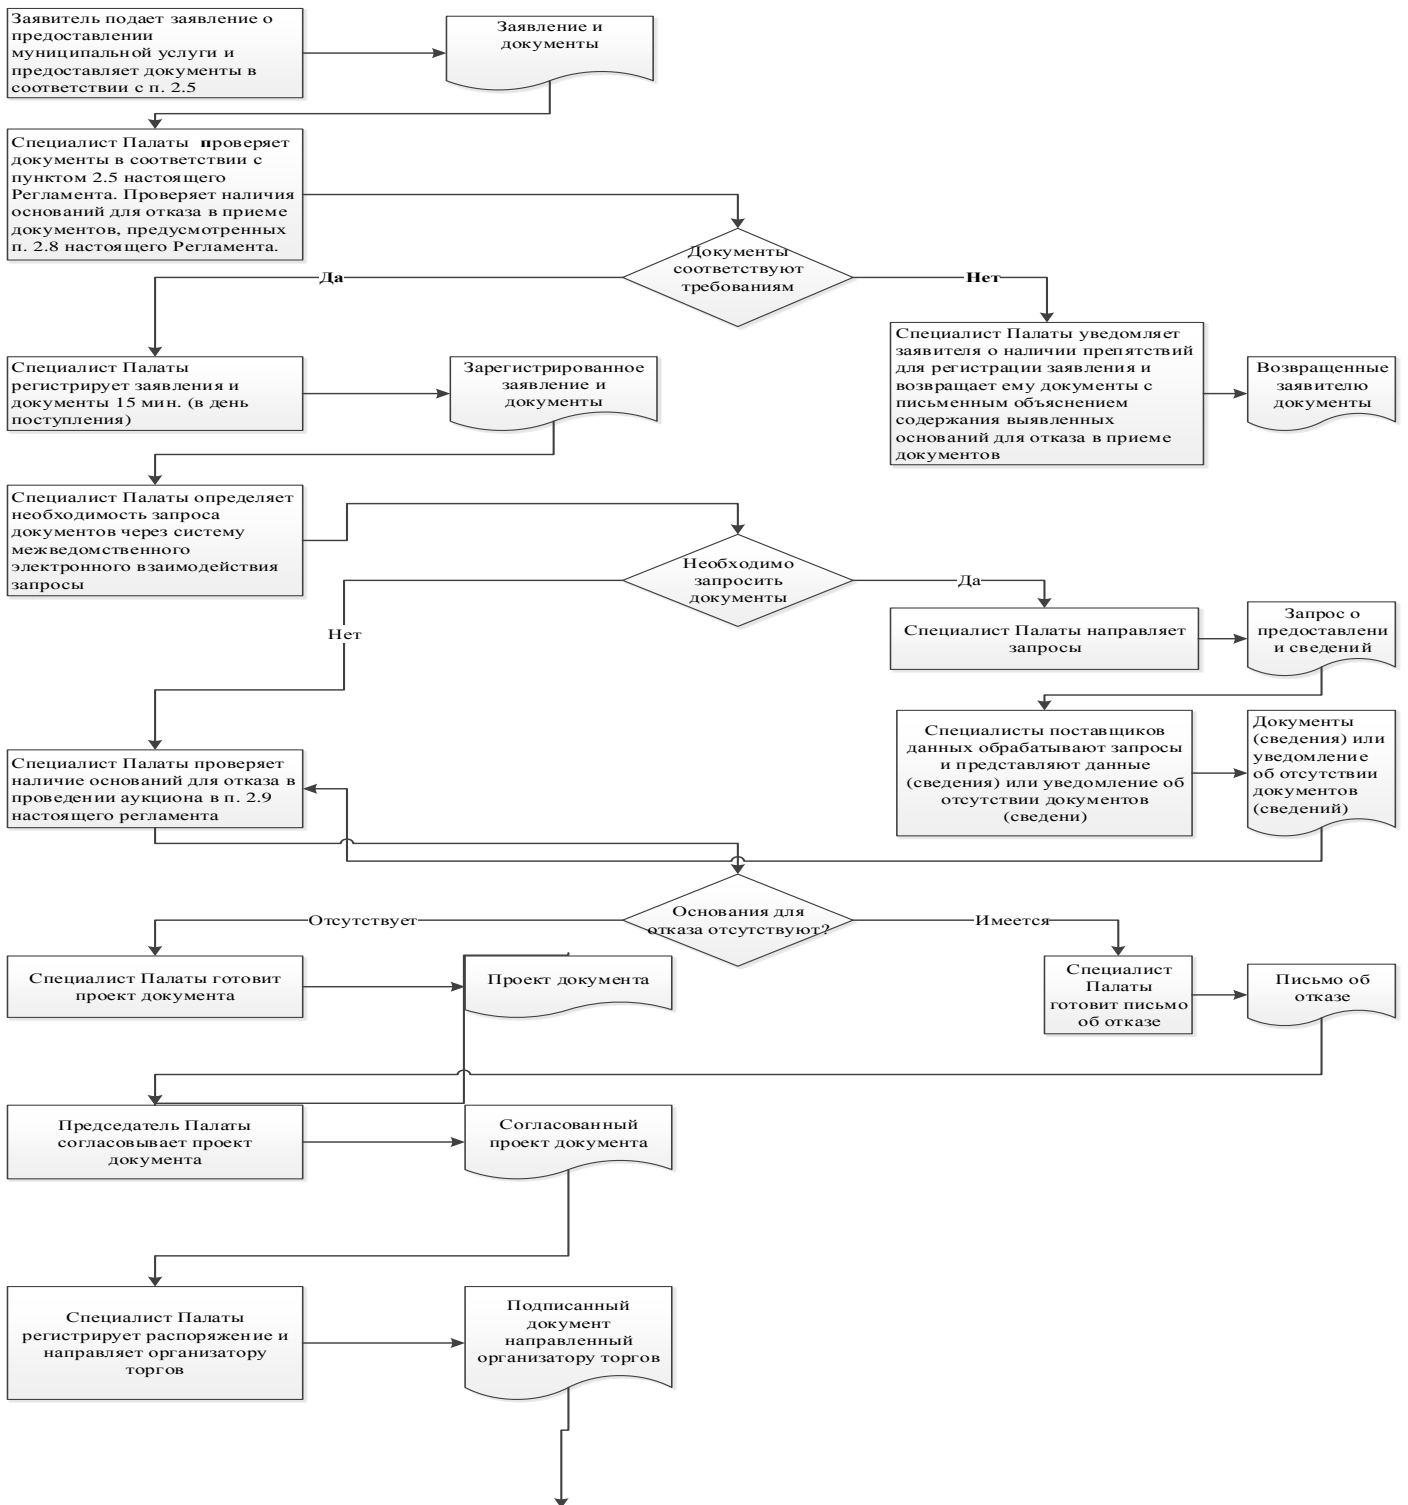 Заявитель подает заявление о
предоставлении
муниципальной услуги и
предоставляет документы в
соответствии с п. 2.5
Заявление и
документы
Специалист Палаты проверяет
документы в соответствии с
пунктом 2.5 настоящего
Регламента. Проверяет наличия
оснований для отказа в приеме
документов, предусмотренных
п. 2.8 настоящего Регламента.
Документы
соответствуют
требованиям
Да
Нет
Специалист Палаты
регистрирует заявления и
документы 15 мин. (в день
поступления)
Зарегистрированное
заявление и
документы
Специалист Палаты уведомляет
заявителя о наличии препятствий
для регистрации заявления и
возвращает ему документы с
письменным объяснением
содержания выявленных
оснований для отказа в приеме
документов
Возвращенные
заявителю
документы
Специалист Палаты определяет
необходимость запроса
документов через систему
межведомственного
электронного взаимодействия
запросы
Необходимо
запросить
документы
Да
Нет
Специалист Палаты направляет
запросы
Запрос о
предоставлени
и сведений
Специалисты поставщиков
данных обрабатывают запросы
и представляют данные
(сведения) или уведомление об
отсутствии документов
(сведени)
Документы
(сведения) или
уведомление
об отсутствии
документов
(сведений)
Специалист Палаты проверяет
наличие оснований для отказа в
проведении аукциона в п. 2.9
настоящего регламента
Основания для
отказа отсутствуют?
Отсутствует
Имеется
Специалист Палаты готовит
проект документа
Проект документа
Специалист
Палаты
готовит письмо
об отказе
Письмо об
отказе
Председатель Палаты
согласовывает проект
документа
Согласованный
проект документа
Специалист Палаты
регистрирует распоряжение и
направляет организатору
торгов
Подписанный
документ
направленный
организатору торгов